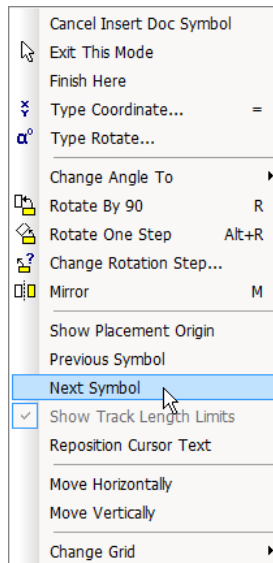 Cancel Insert Doc Symbol
Exit This Mode
Finish Here
Type Coordinate... =
Type Rotate...
Change Angle To
Rotate By 90 R
Rotate One Step Alt+R
Change Rotation Step...
Mirror M
Show Placement Origin
Previous Symbol
Next Symbol
Show Track Length Limits
Reposition Cursor Text
Move Horizontally
Move Vertically
Change Grid